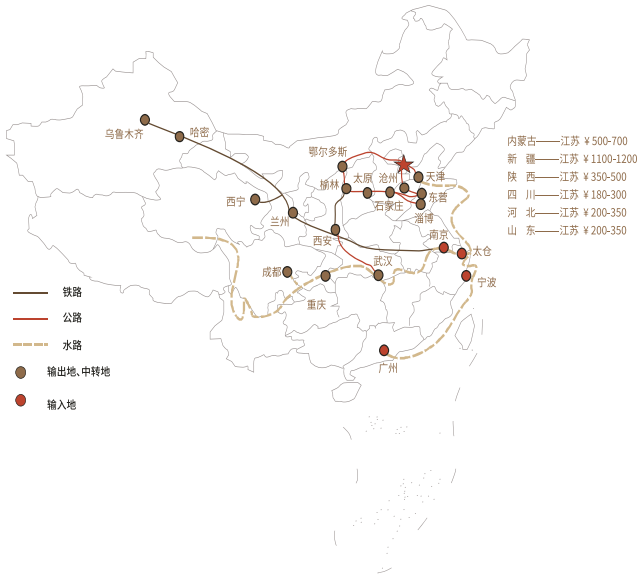 乌鲁木齐
哈密
鄂尔多斯
榆林
太原
沧州
天津
东营
石家庄
淄博
西宁
兰州
西安
南京
太仓
宁波
成都
重庆
武汉
广州
内蒙古——江苏 ¥500-700
新 疆——江苏 ¥1100-1200
陕 西——江苏 ¥350-500
四 川——江苏 ¥180-300
河 北——江苏 ¥200-350
山 东——江苏 ¥200-350
铁路
公路
水路
输出地、中转地
输入地